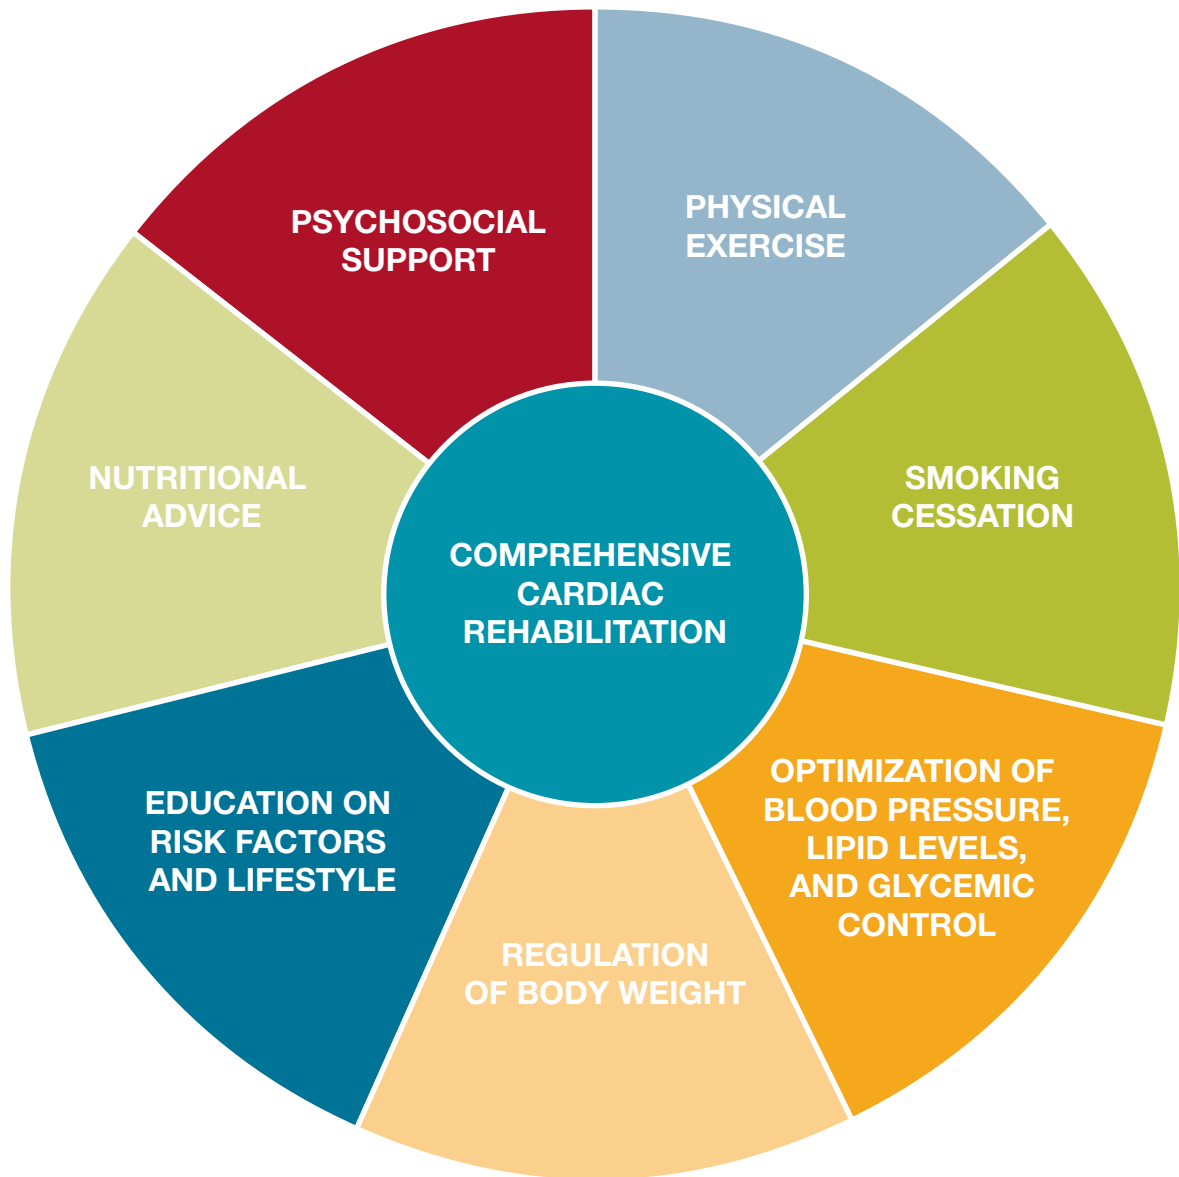 PSYCHOSOCIAL
SUPPORT
PHYSICAL
EXERCISE
NUTRITIONAL
ADVICE
SMOKING
CESSATION
COMPREHENSIVE
CARDIAC
REHABILITATION
EDUCATION ON
RISK FACTORS
AND LIFESTYLE
OPTIMIZATION OF
BLOOD PRESSURE,
LIPID LEVELS,
AND GLYCEMIC
CONTROL
REGULATION
OF BODY WEIGHT